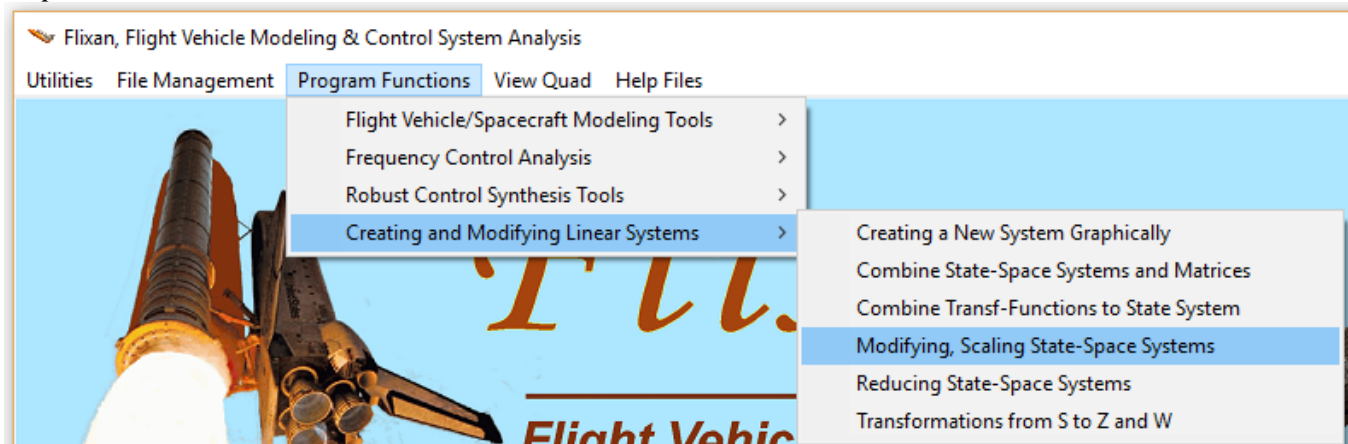 Flixan, Flight Vehicle Modeling & Control System Analysis
Utilities File Management Program Functions View Quad Help Files
Flight Vehicle/Spacecraft Modeling Tools
Frequency Control Analysis
Robust Control Synthesis Tools
Creating and Modifying Linear Systems
Creating a New System Graphically
Combine State-Space Systems and Matrices
Combine Transf-Functions to State System
Modifying, Scaling State-Space Systems
Reducing State-Space Systems
Transformations from S to Z and W
Flight Vehic